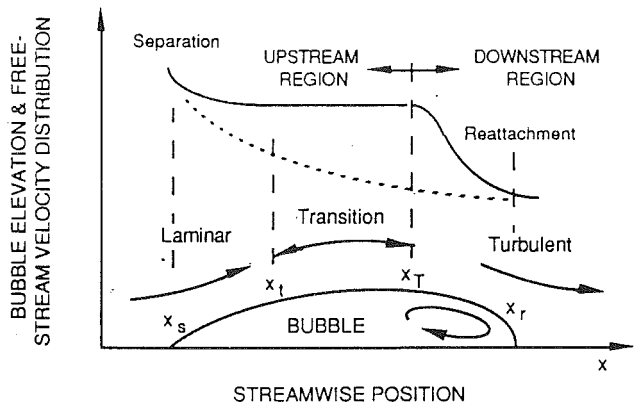 BUBBLE ELEVATION & FREE-
STREAM VELOCITY DISTRIBUTION
Separation
UPSTREAM
REGION
DOWNSTREAM
REGION
Reattachment
Laminar
Transition
Turbulent
x_s
x_t
x_T
x_r
BUBBLE
x
STREAMWISE POSITION